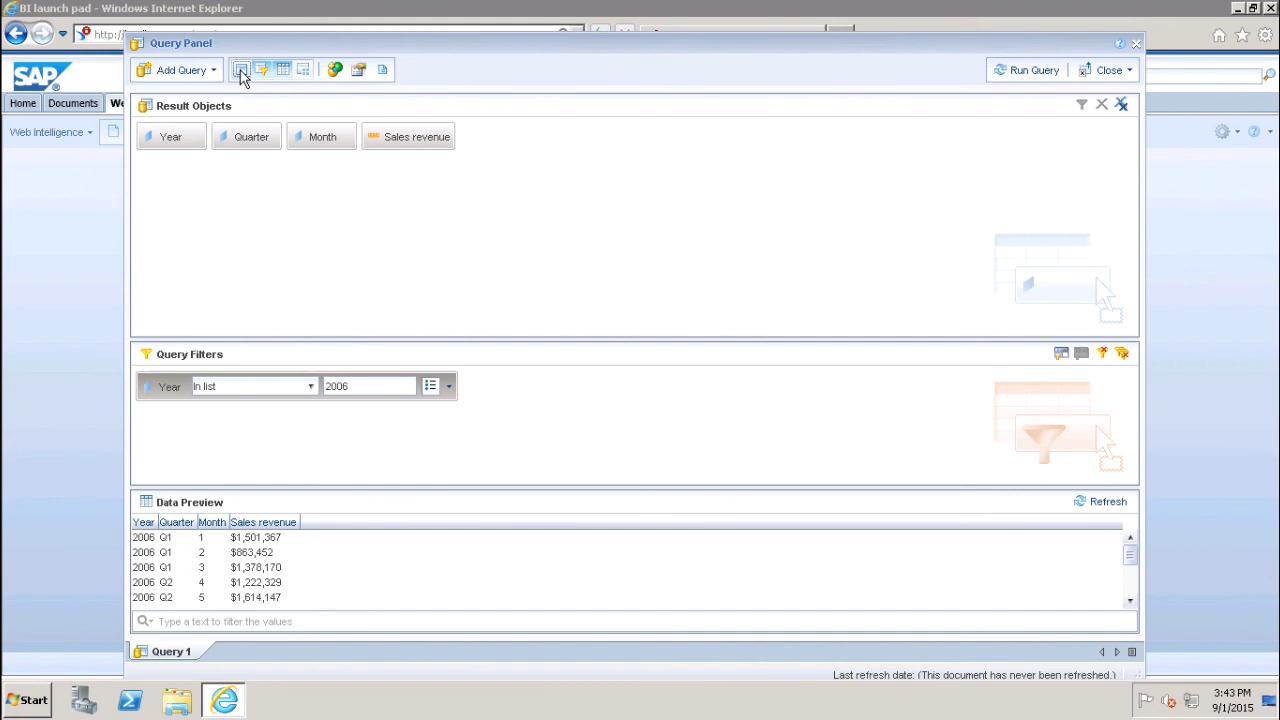 BI launch pad - Windows Internet Explorer
http://
Query Panel
SAP
Add Query
Run Query
Close
Home
Documents
We
Result Objects
Web Intelligence
Year
Quarter
Month
Sales revenue
Query Filters
Year
In list
2006
Data Preview
Refresh
Year Quarter Month Sales revenue
2006 Q1 1 $1,501,367
2006 Q1 2 $863,452
2006 Q1 3 $1,378,170
2006 Q2 4 $1,222,329
2006 Q2 5 $1,614,147
Type a text to filter the values
Query 1
Last refresh date: (This document has never been refreshed.)
Start
3:43 PM
9/1/2015